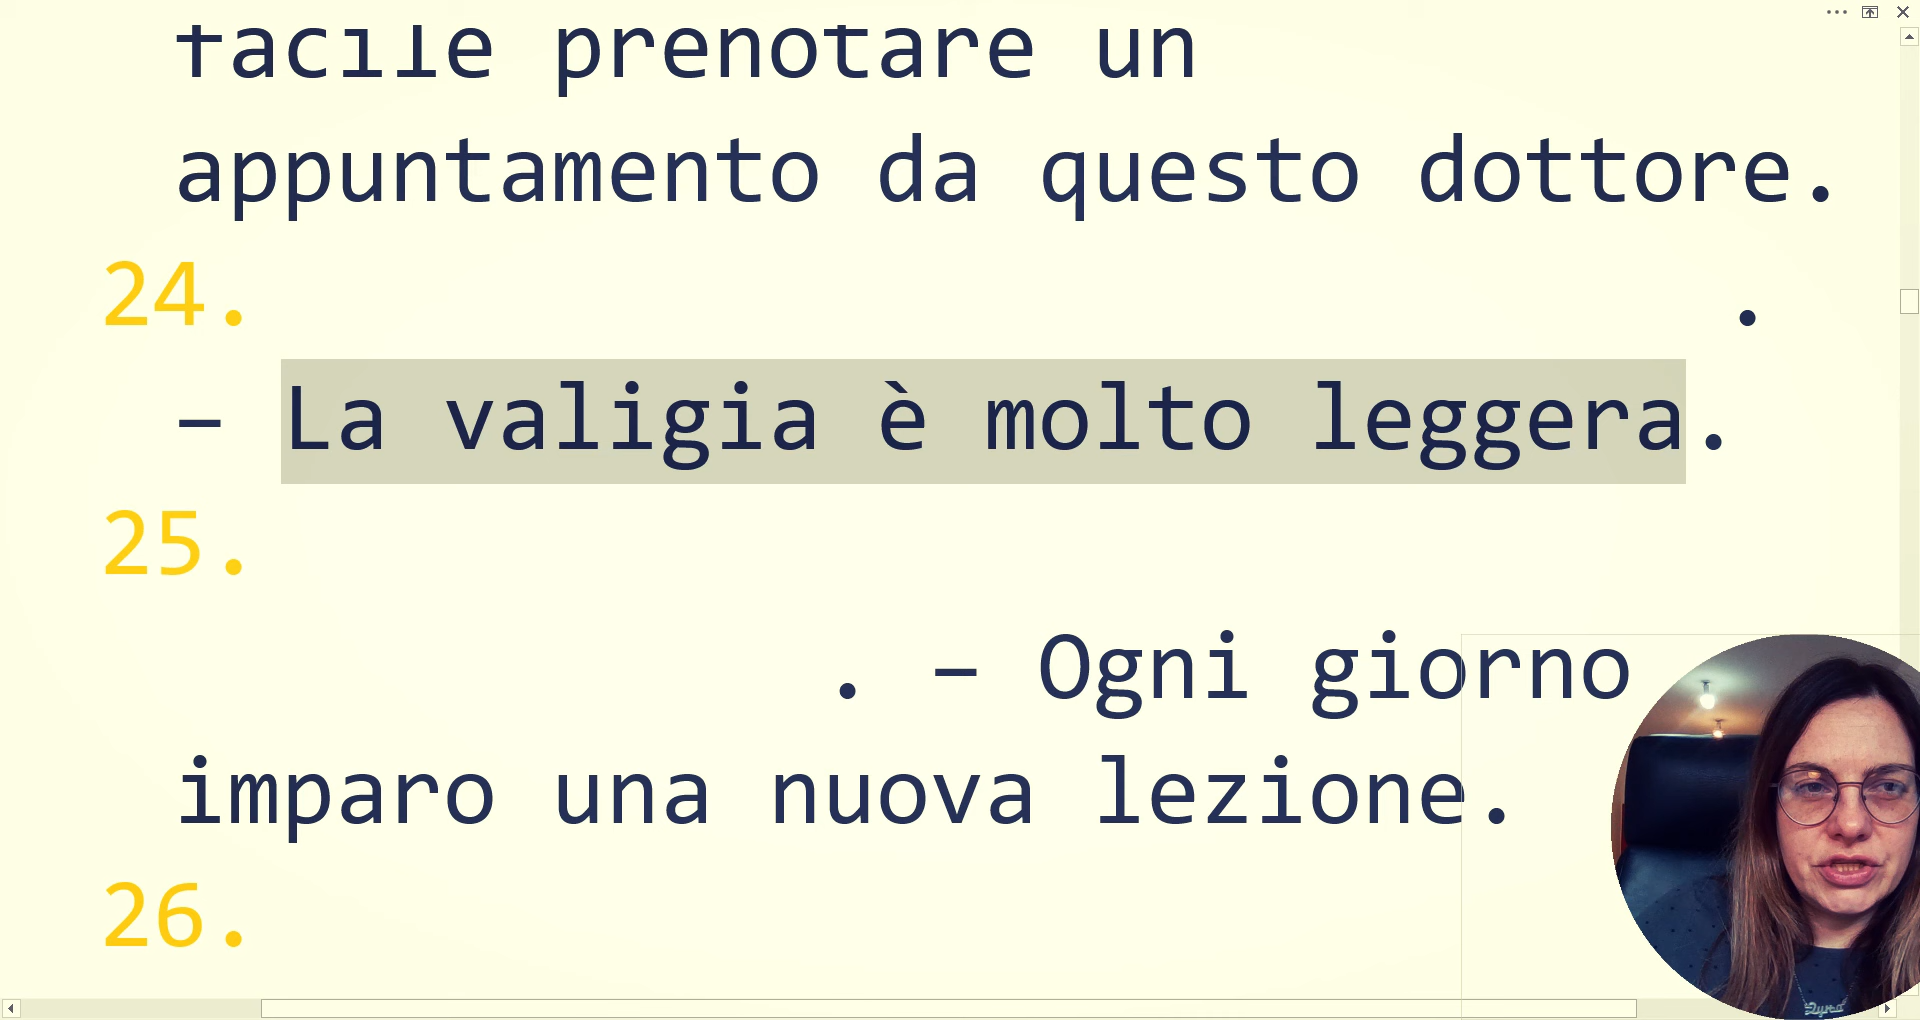 facile prenotare un
appuntamento da questo dottore.
24. .
– La valigia è molto leggera.
25.
. – Ogni giorno
imparo una nuova lezione.
26.